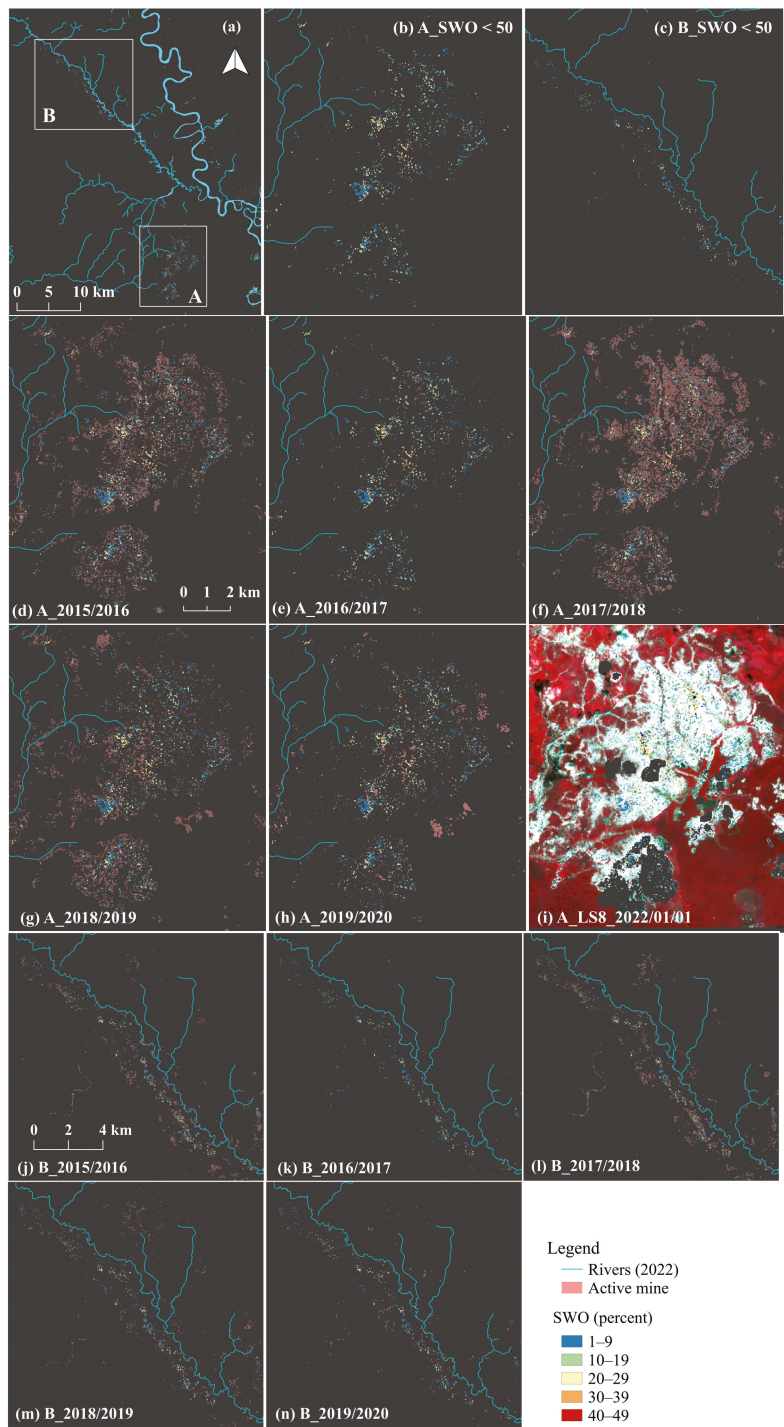 (a)
B
A
0 5 10 km
(b) A_SWO < 50
(c) B_SWO < 50
(d) A_2015/2016
0 1 2 km
(e) A_2016/2017
(f) A_2017/2018
(g) A_2018/2019
(h) A_2019/2020
(i) A_LS8_2022/01/01
0 2 4 km
(j) B_2015/2016
(k) B_2016/2017
(l) B_2017/2018
(m) B_2018/2019
(n) B_2019/2020
Legend
Rivers (2022)
Active mine
SWO (percent)
1–9
10–19
20–29
30–39
40–49